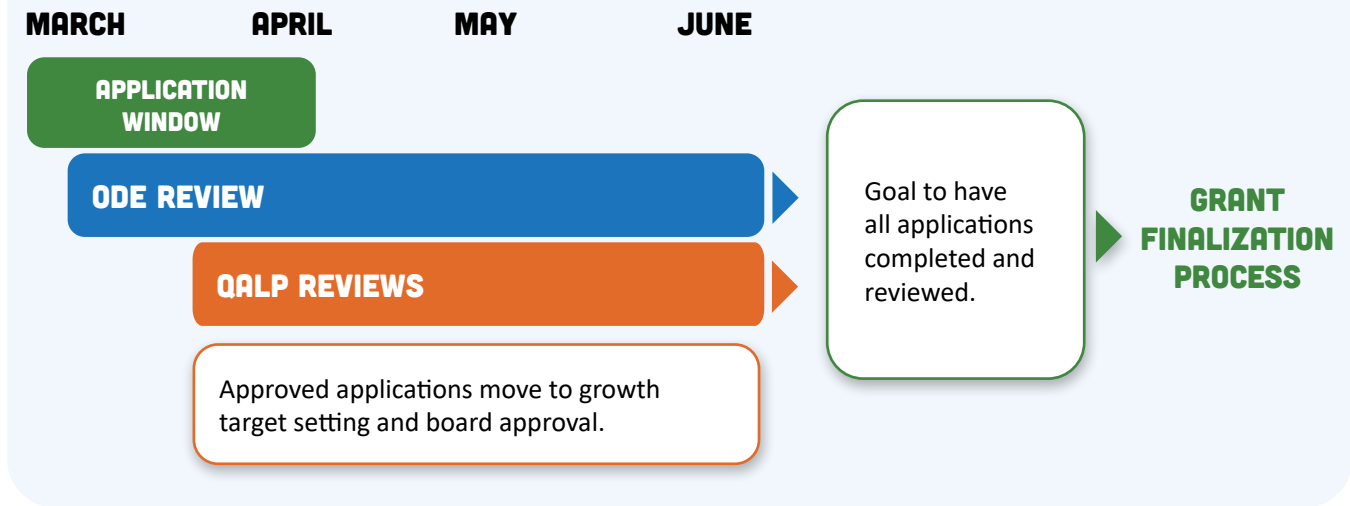 MARCH APRIL MAY JUNE
APPLICATION
WINDOW
ODE REVIEW
QALP REVIEWS
Approved applications move to growth
target setting and board approval.
Goal to have
all applications
completed and
reviewed.
GRANT
FINALIZATION
PROCESS